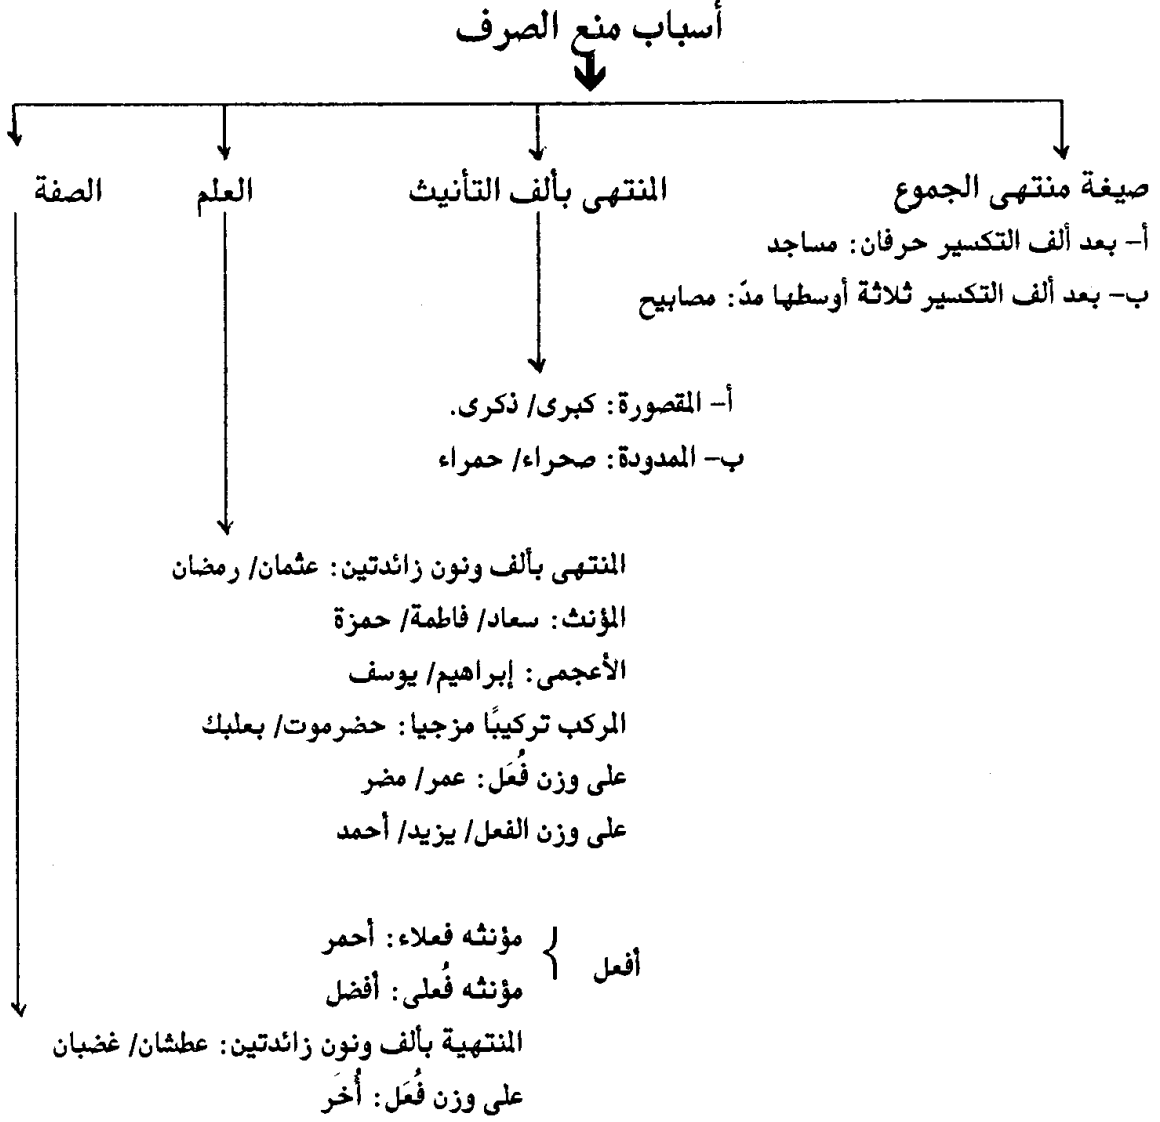 أسباب منع الصرف
صيغة منتهى الجموع
المنتهى بألف التأنيث
العلم
الصفة
أ– بعد ألف التكسير حرفان: مساجد
ب– بعد ألف التكسير ثلاثة أوسطها مدّ: مصابيح
أ– المقصورة: كبرى/ ذكرى.
ب– الممدودة: صحراء/ حمراء
المنتهى بألف ونون زائدتين: عثمان/ رمضان
المؤنث: سعاد/ فاطمة/ حمزة
الأعجمى: إبراهيم/ يوسف
المركب تركيبًا مزجيا: حضرموت/ بعلبك
على وزن فُعَل: عمر/ مضر
على وزن الفعل/ يزيد/ أحمد
أفعل
مؤنثه فعلاء: أحمر
مؤنثه فُعلى: أفضل
المنتهية بألف ونون زائدتين: عطشان/ غضبان
على وزن فُعَل: أُخَر